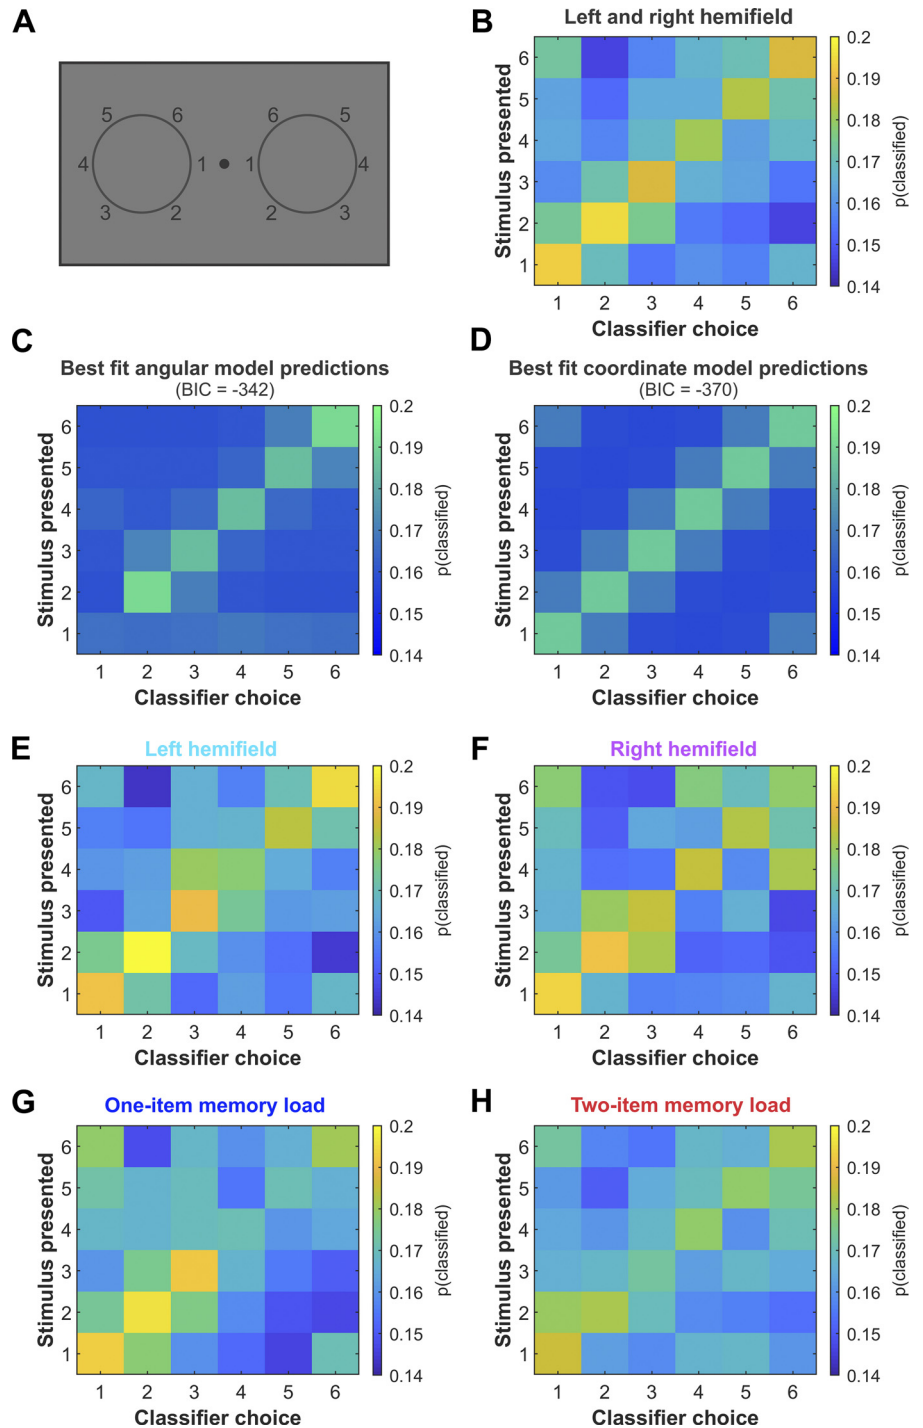 A
5 6 6 5
4 1 1 4
3 2 2 3
B
Left and right hemifield
Stimulus presented
6
5
4
3
2
1
1 2 3 4 5 6
Classifier choice
0.2
0.19
0.18
0.17
0.16
0.15
0.14
p(classified)
C
Best fit angular model predictions
(BIC = -342)
Stimulus presented
6
5
4
3
2
1
1 2 3 4 5 6
Classifier choice
0.2
0.19
0.18
0.17
0.16
0.15
0.14
p(classified)
D
Best fit coordinate model predictions
(BIC = -370)
Stimulus presented
6
5
4
3
2
1
1 2 3 4 5 6
Classifier choice
0.2
0.19
0.18
0.17
0.16
0.15
0.14
p(classified)
E
Left hemifield
Stimulus presented
6
5
4
3
2
1
1 2 3 4 5 6
Classifier choice
0.2
0.19
0.18
0.17
0.16
0.15
0.14
p(classified)
F
Right hemifield
Stimulus presented
6
5
4
3
2
1
1 2 3 4 5 6
Classifier choice
0.2
0.19
0.18
0.17
0.16
0.15
0.14
p(classified)
G
One-item memory load
Stimulus presented
6
5
4
3
2
1
1 2 3 4 5 6
Classifier choice
0.2
0.19
0.18
0.17
0.16
0.15
0.14
p(classified)
H
Two-item memory load
Stimulus presented
6
5
4
3
2
1
1 2 3 4 5 6
Classifier choice
0.2
0.19
0.18
0.17
0.16
0.15
0.14
p(classified)